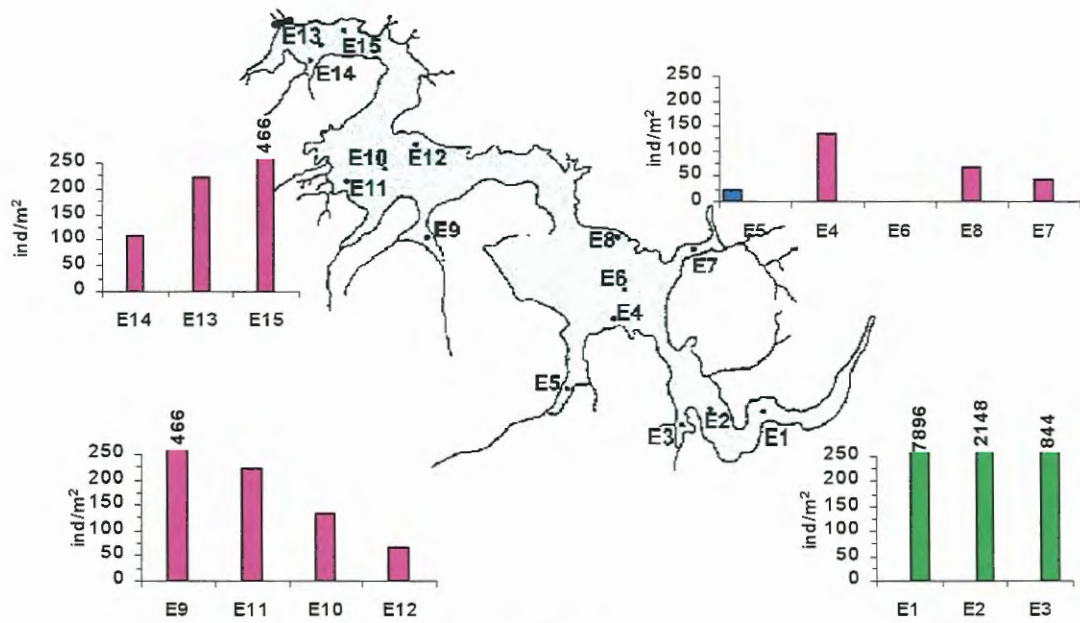 E13
E15
E14
E10
E12
E11
E9
E8
E7
E6
E4
E5
E3
E2
E1
ind/m²
250
200
150
100
50
0
466
E14 E13 E15
ind/m²
250
200
150
100
50
0
E5 E4 E6 E8 E7
ind/m²
250
200
150
100
50
0
466
E9 E11 E10 E12
ind/m²
250
200
150
100
50
0
7896
2148
844
E1 E2 E3